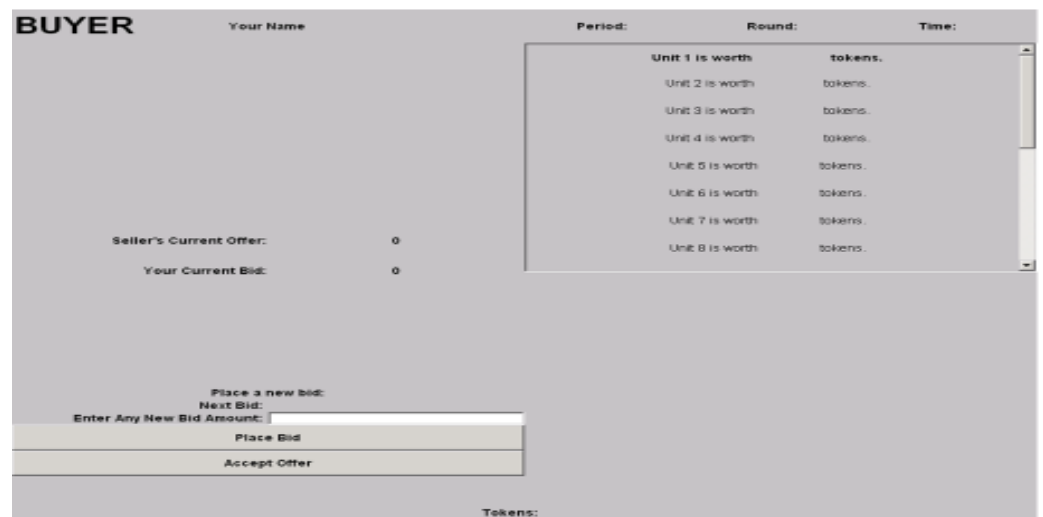 BUYER Your Name Period: Round: Time:
Unit 1 is worth tokens.
Unit 2 is worth tokens.
Unit 3 is worth tokens.
Unit 4 is worth tokens.
Unit 5 is worth tokens.
Unit 6 is worth tokens.
Unit 7 is worth tokens.
Seller's Current Offer: 0
Unit 8 is worth tokens.
Your Current Bid: 0
Place a new bid:
Next Bid:
Enter Any New Bid Amount:
Place Bid
Accept Offer
Tokens: